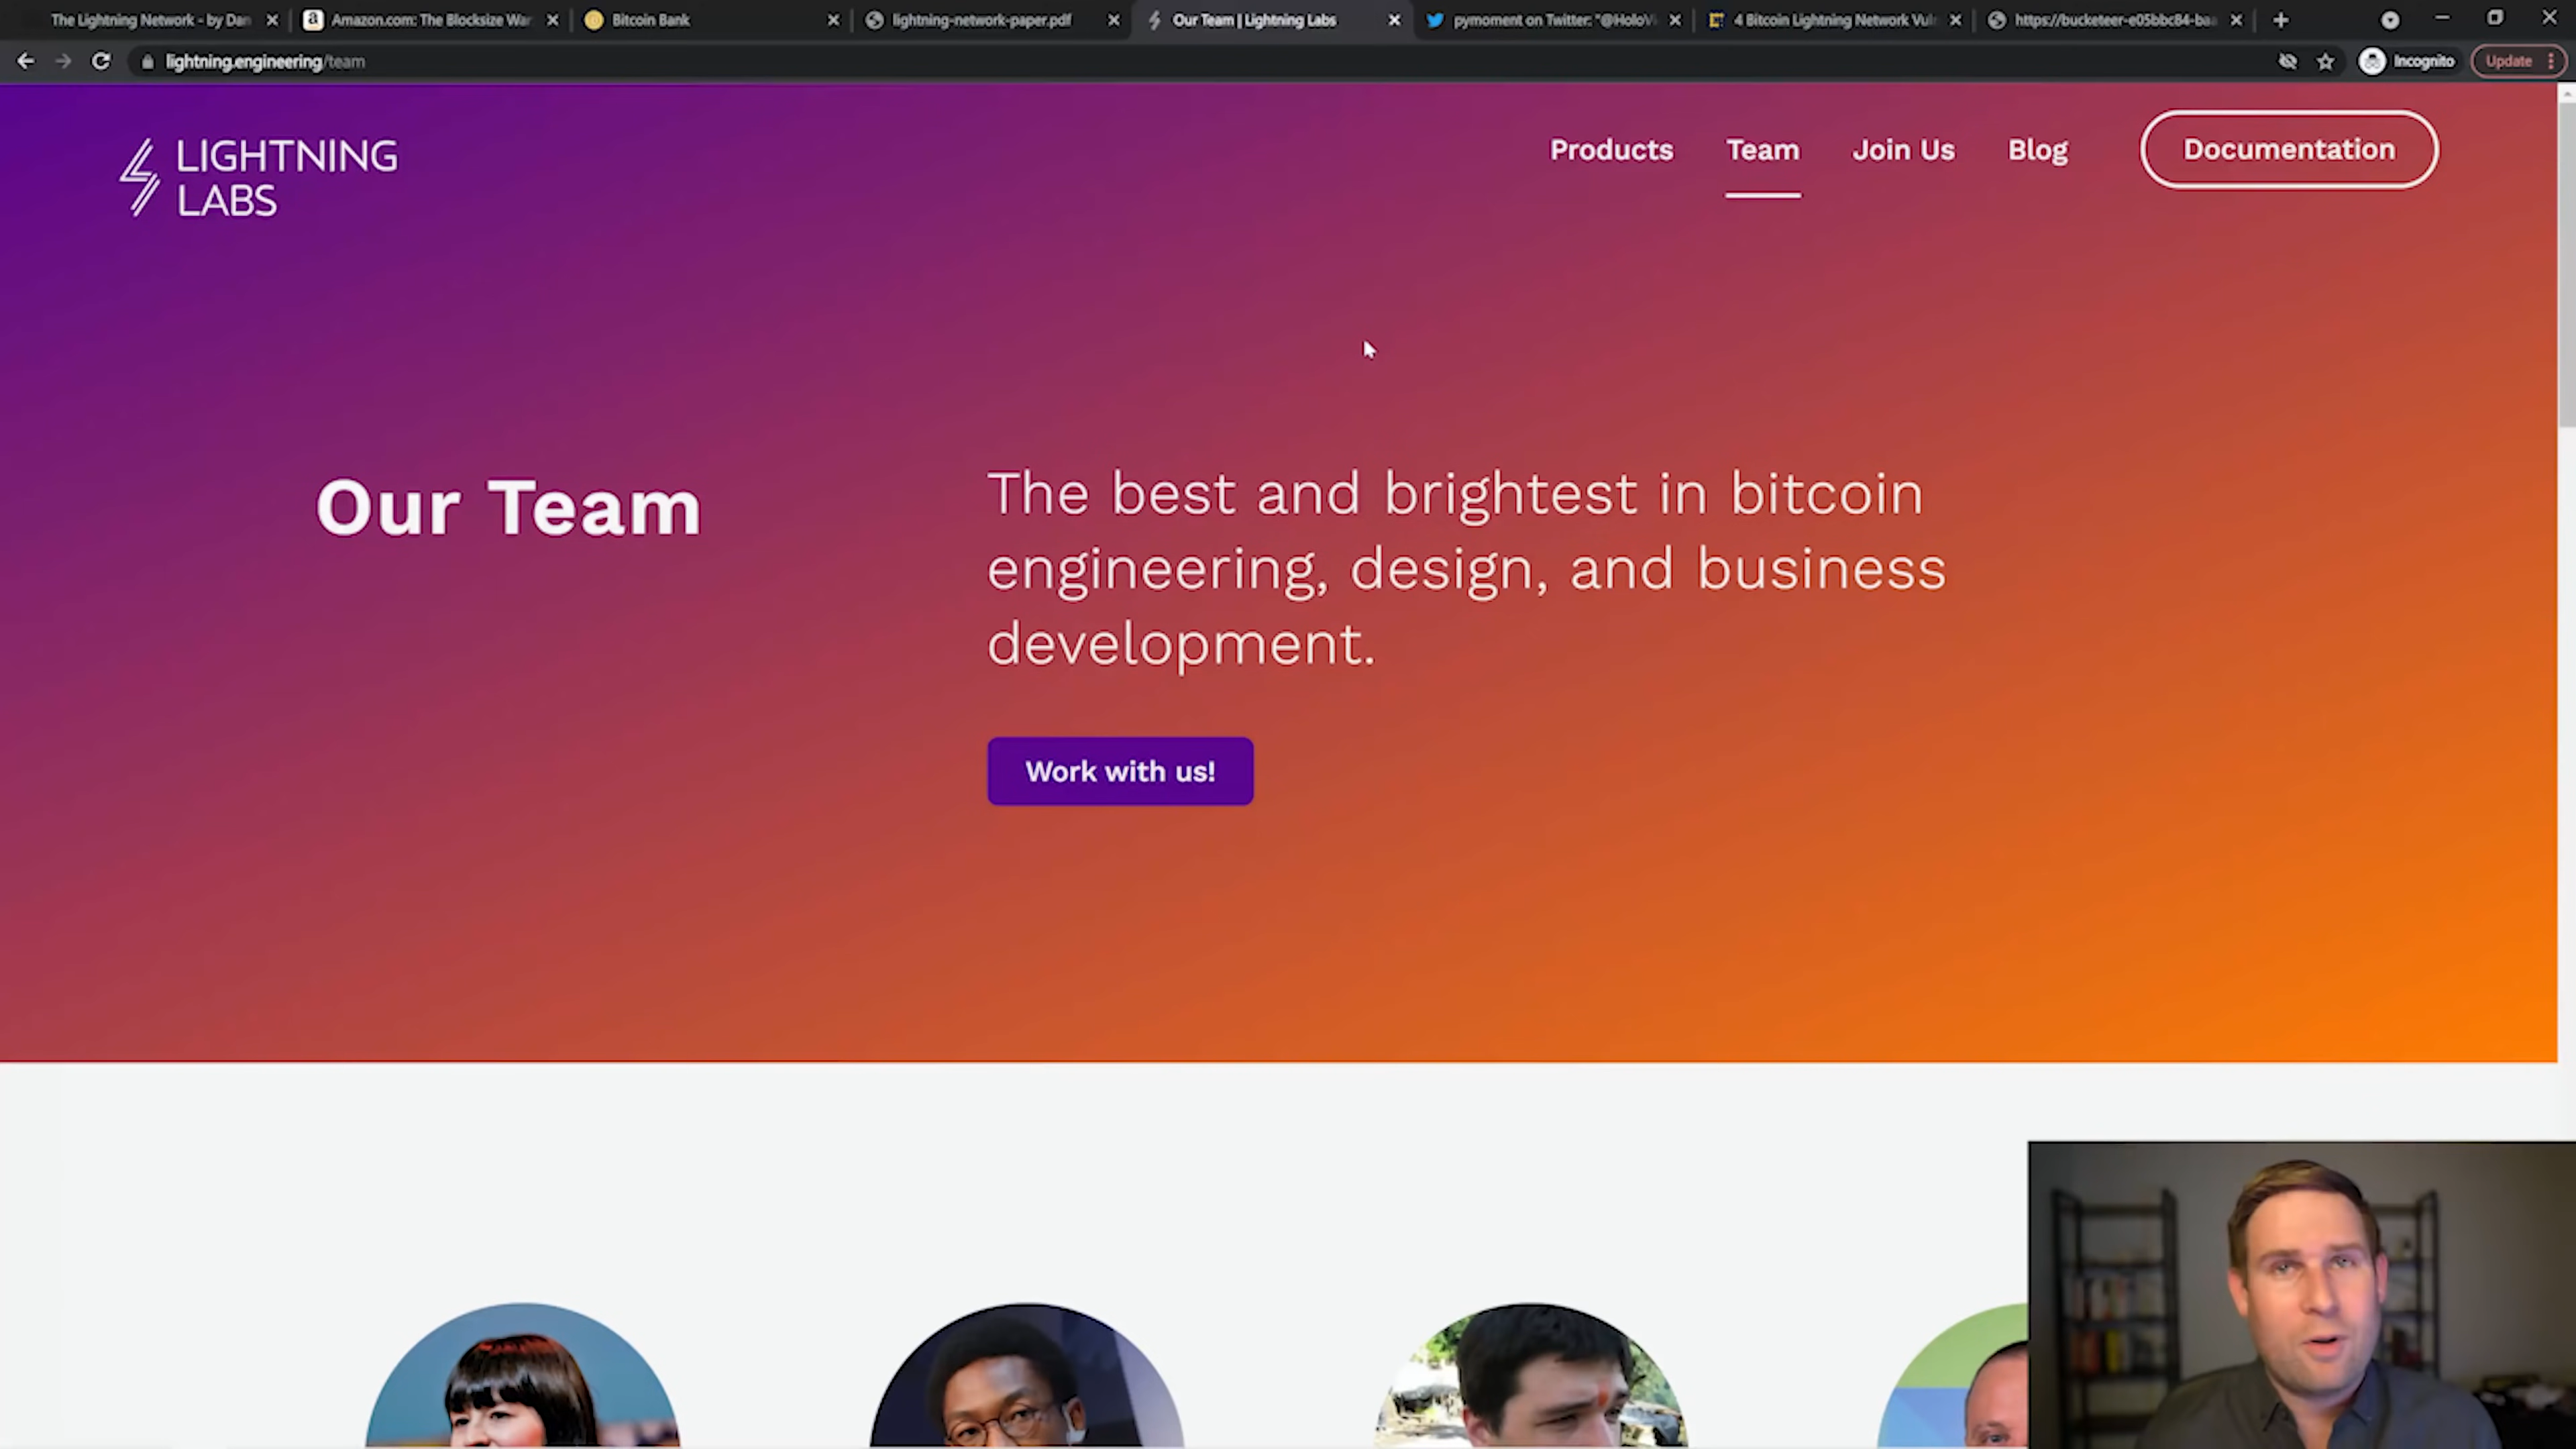 The Lightning Network - by Dan
Amazon.com: The Blocksize War
Bitcoin Bank
lightning-network-paper.pdf
Our Team | Lightning Labs
pymoment on Twitter: "@HoloVi
4 Bitcoin Lightning Network Vul
https://bucketeer-e05bbc84-baa
lightning.engineering/team
Incognito
Update
LIGHTNING
LABS
Products
Team
Join Us
Blog
Documentation
Our Team
The best and brightest in bitcoin
engineering, design, and business
development.
Work with us!